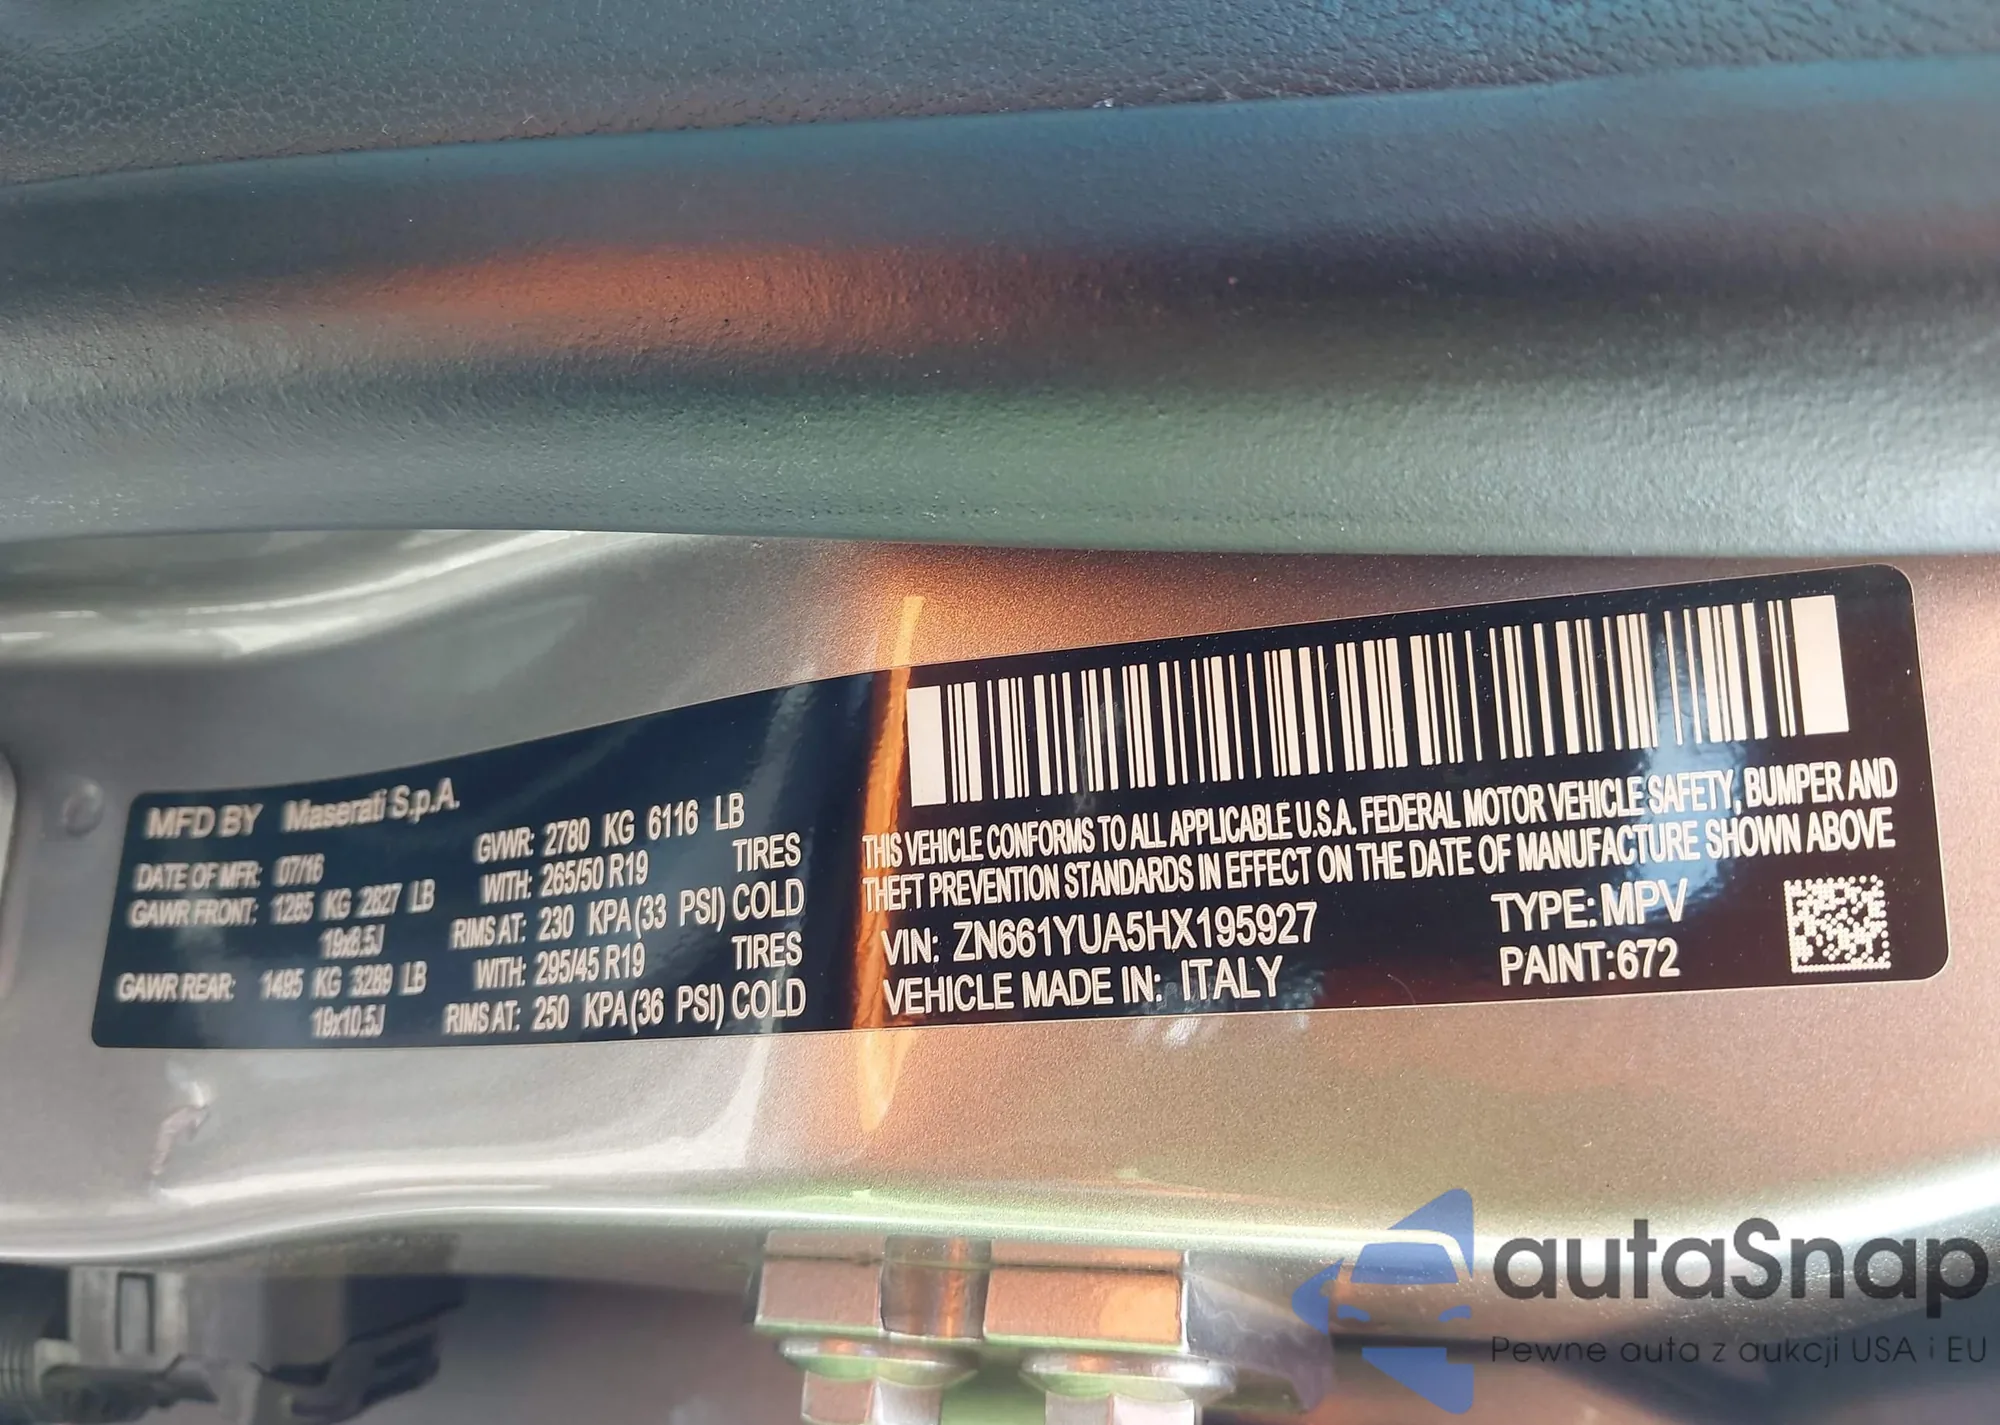 MFD BY Maserati S.p.A.
DATE OF MFR: 07/16 GVWR: 2780 KG 6116 LB
GAWR FRONT: 1285 KG 2827 LB WITH: 265/50 R19 TIRES
19x8.5J RIMS AT: 230 KPA (33 PSI) COLD
GAWR REAR: 1495 KG 3289 LB WITH: 295/45 R19 TIRES
19x10.5J RIMS AT: 250 KPA (36 PSI) COLD
THIS VEHICLE CONFORMS TO ALL APPLICABLE U.S.A. FEDERAL MOTOR VEHICLE SAFETY, BUMPER AND
THEFT PREVENTION STANDARDS IN EFFECT ON THE DATE OF MANUFACTURE SHOWN ABOVE
VIN: ZN661YUA5HX195927 TYPE: MPV
VEHICLE MADE IN: ITALY PAINT:672
autaSnap
Pewne auta z aukcji USA i EU